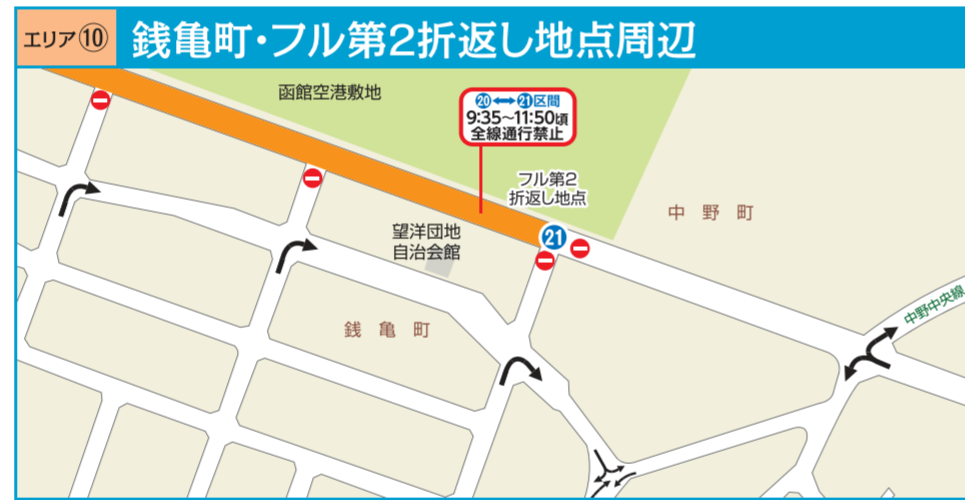 エリア⑩
銭亀町・フル第2折返し地点周辺
函館空港敷地
⑳⟷㉑区間
9:35~11:50頃
全線通行禁止
フル第2
折返し地点
中野町
21
望洋団地
自治会館
銭亀町
中野中央線